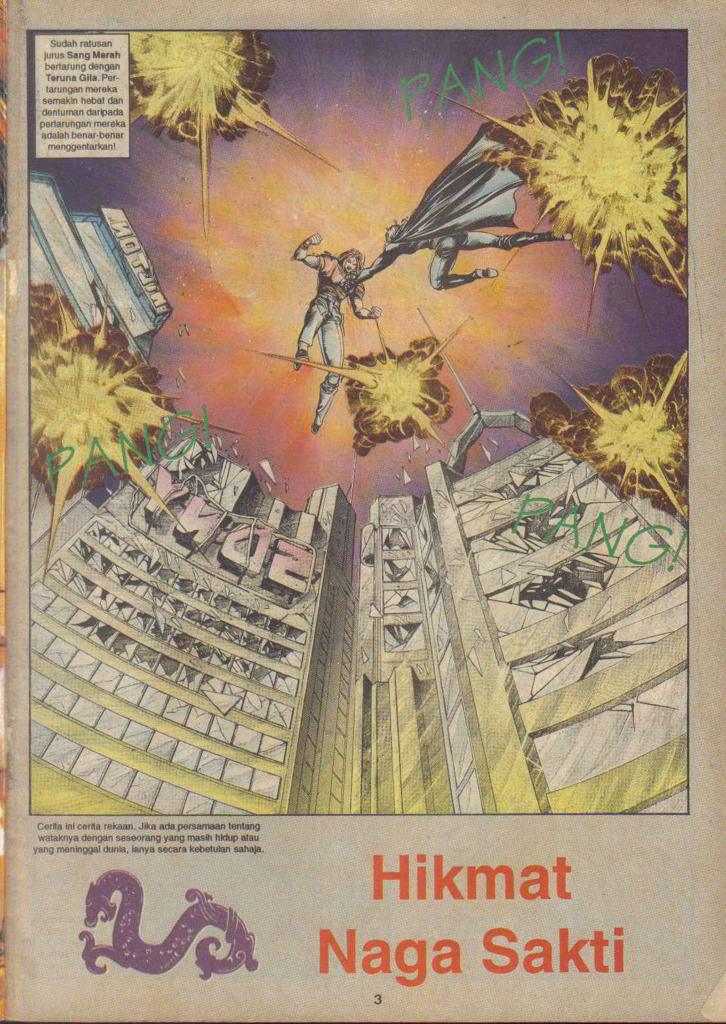 Sudah ratusan
jurus Sang Merah
bertarung dengan
Teruna Gila. Per-
tarungan mereka
semakin hebat dan
dentuman daripada
pertarungan mereka
adalah benar-benar
menggentarkan!
PANG!
PANG!
PANG!
Cerita ini cerita rekaan. Jika ada persamaan tentang
wataknya dengan seseorang yang masih hidup atau
yang meninggal dunia, ianya secara kebetulan sahaja.
Hikmat
Naga Sakti
3